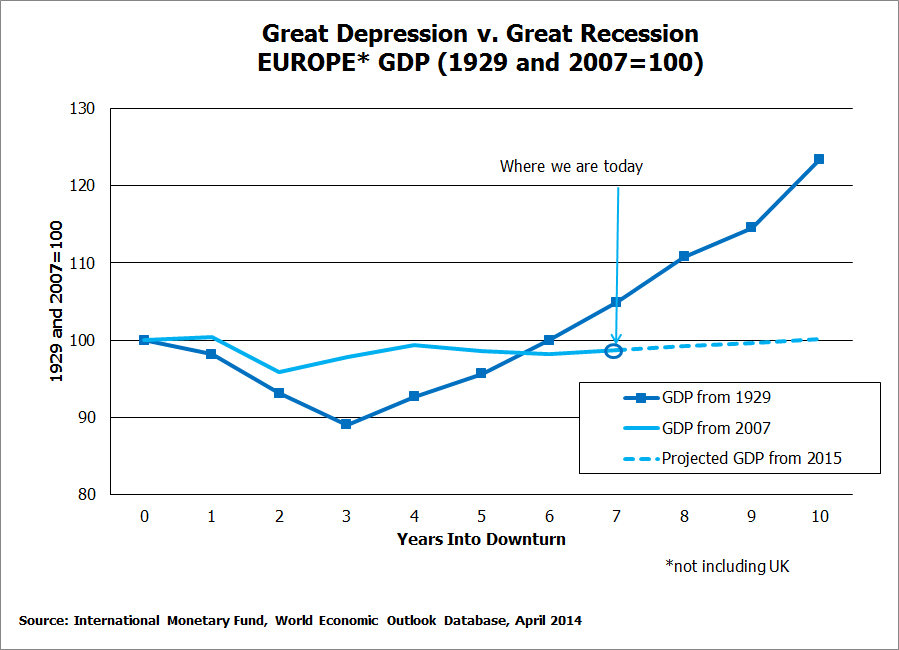 Great Depression v. Great Recession
EUROPE* GDP (1929 and 2007=100)
130
120
110
100
90
80
1929 and 2007=100
Where we are today
GDP from 1929
GDP from 2007
Projected GDP from 2015
0 1 2 3 4 5 6 7 8 9 10
Years Into Downturn
*not including UK
Source: International Monetary Fund, World Economic Outlook Database, April 2014